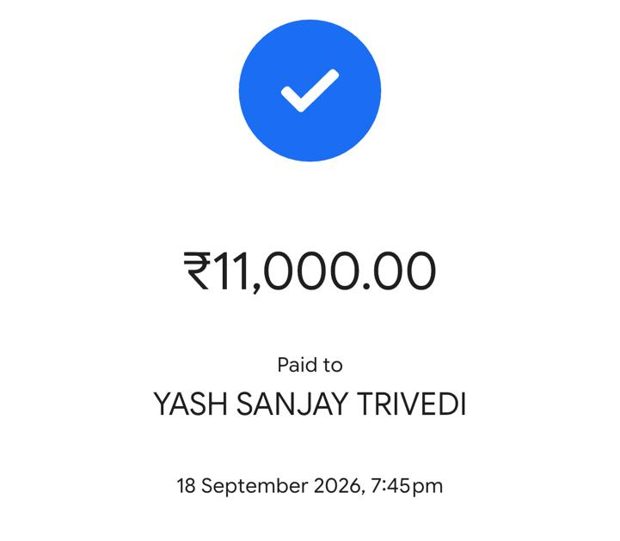 ₹11,000.00
Paid to
YASH SANJAY TRIVEDI
18 September 2026, 7:45pm